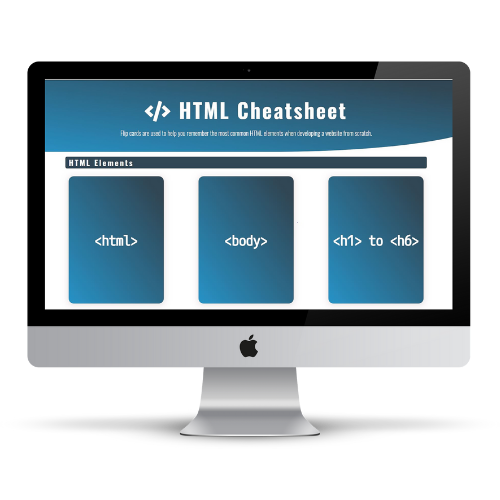 </> HTML Cheatsheet
Flip cards are used to help you remember the most common HTML elements when developing a website from scratch.
HTML Elements
<html> <body> <h1> to <h6>